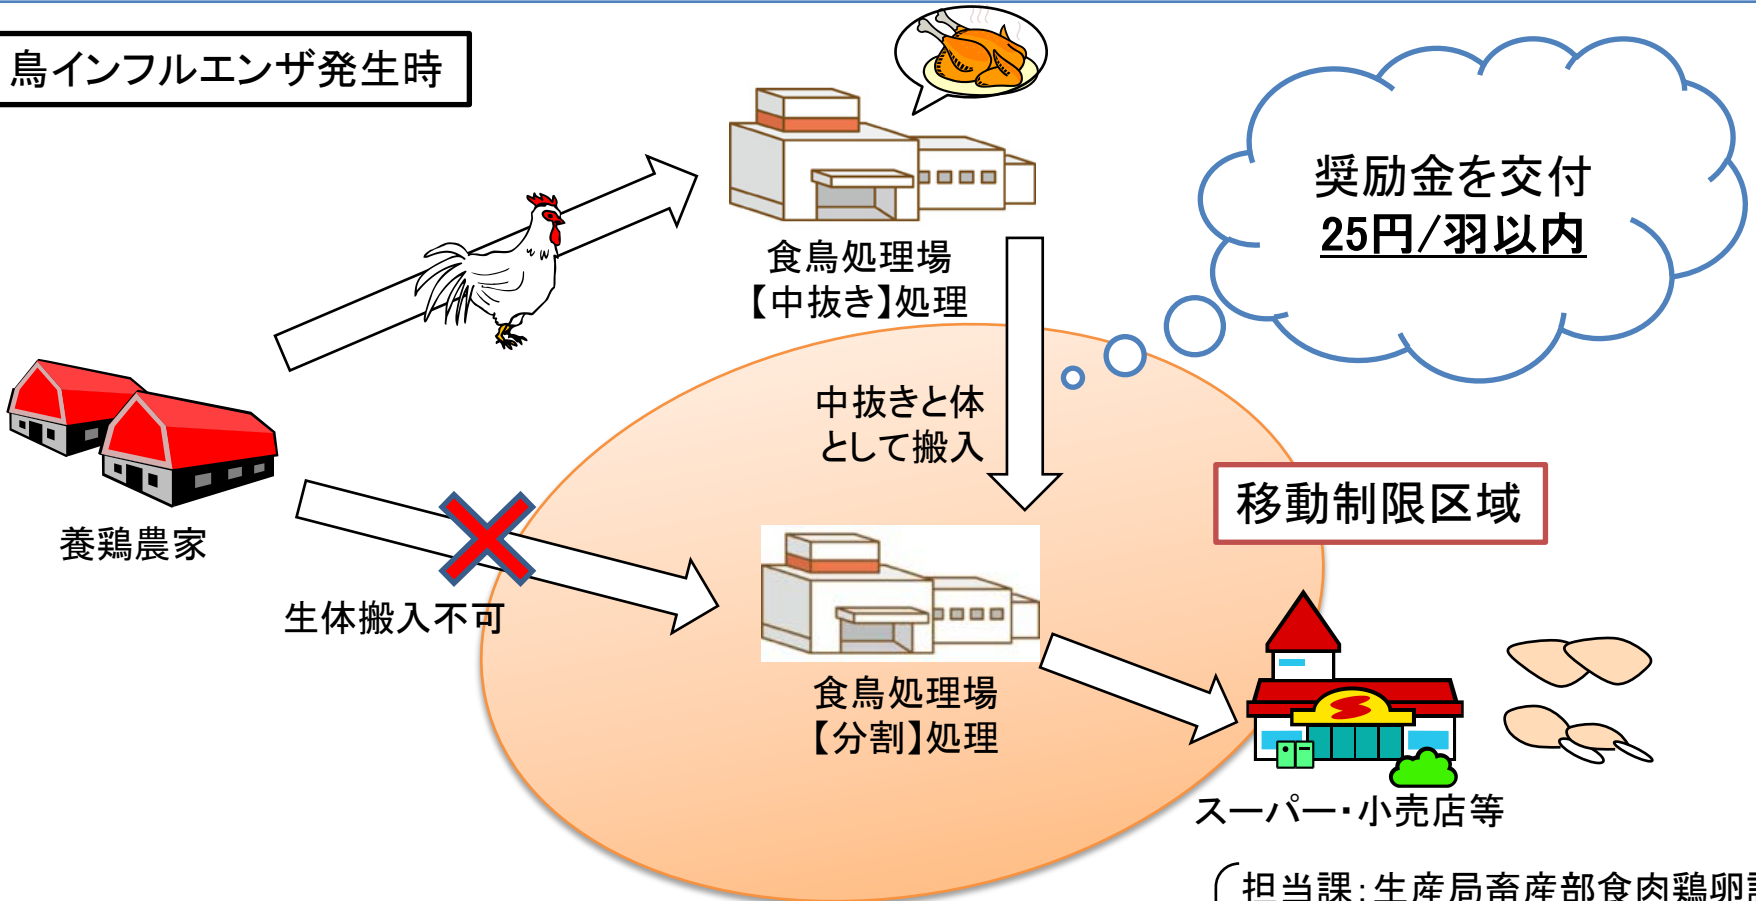 鳥インフルエンザ発生時
奨励金を交付
25円/羽以内
食鳥処理場
【中抜き】処理
中抜きと体
として搬入
移動制限区域
養鶏農家
生体搬入不可
食鳥処理場
【分割】処理
スーパー・小売店等
担当課:生産局畜産部食肉鶏卵